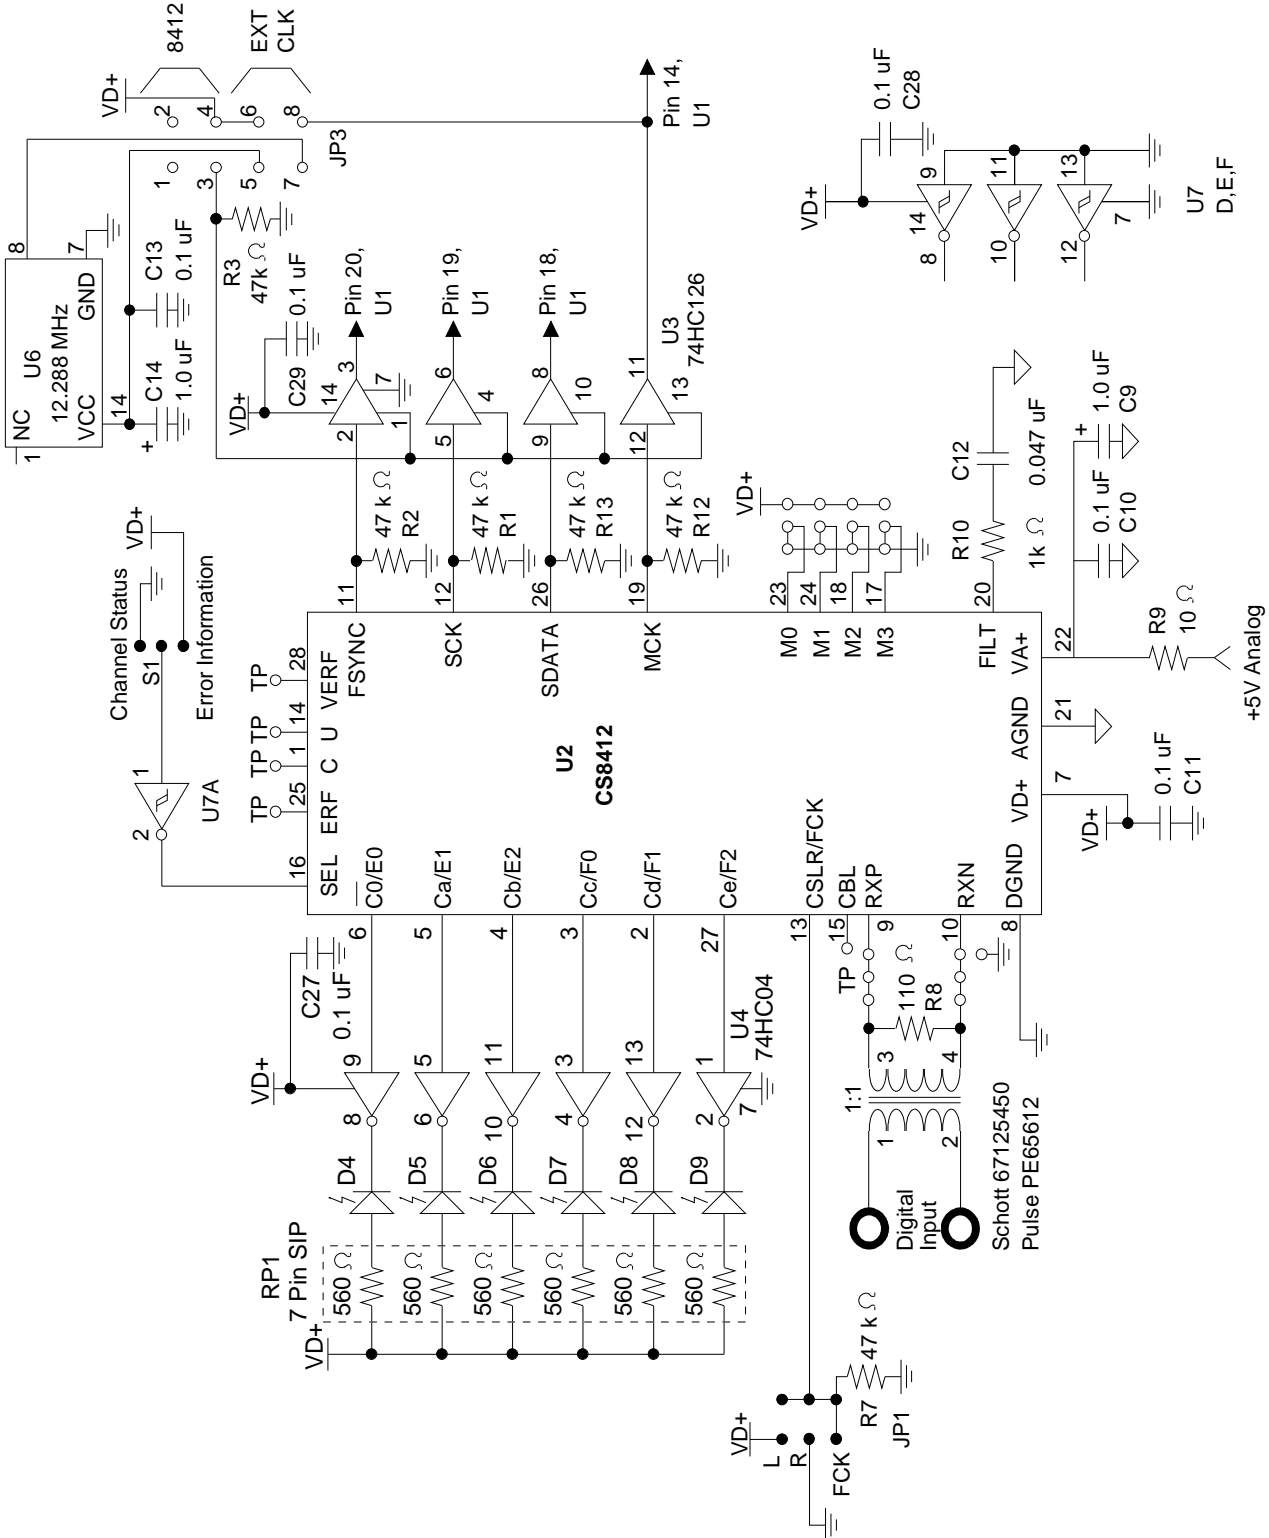 1
NC
U6
12.288 MHz
VCC
GND
14
8
7
C14
1.0 uF
+
C13
0.1 uF
R3
47k Ω
1
3
5
7
JP3
2
4
6
8
VD+
8412
EXT
CLK
Channel Status
S1
Error Information
VD+
1
2
U7A
VD+
C29
0.1 uF
14
2
3
1
7
Pin 20,
U1
5
6
4
Pin 19,
U1
9
8
10
Pin 18,
U1
12
11
13
U3
74HC126
Pin 14,
U1
47 k Ω
R2
47 k Ω
R1
47 k Ω
R13
47 k Ω
R12
VD+
TP
TP
TP
TP
16
25
1
14
28
SEL
ERF
C
U
VERF
11
FSYNC
12
SCK
26
SDATA
19
MCK
23
M0
24
M1
18
M2
17
M3
20
FILT
U2
CS8412
R10
1k Ω
C12
0.047 uF
VD+
0.1 uF
C28
14
9
8
11
10
13
12
7
U7
D,E,F
C0/E0
Ca/E1
Cb/E2
Cc/F0
Cd/F1
Ce/F2
CSLR/FCK
CBL
RXP
RXN
DGND
VD+
AGND
VA+
6
5
4
3
2
27
13
15
9
10
8
7
21
22
VD+
0.1 uF
C11
R9
10 Ω
+5V Analog
0.1 uF
C10
+
1.0 uF
C9
VD+
C27
0.1 uF
9
8
5
6
11
10
3
4
13
12
1
2
7
U4
74HC04
D4
D5
D6
D7
D8
D9
RP1
7 Pin SIP
560 Ω
560 Ω
560 Ω
560 Ω
560 Ω
560 Ω
VD+
TP
110 Ω
R8
1:1
3
4
1
2
Digital
Input
Schott 67125450
Pulse PE65612
VD+
L
R
FCK
R7
47 k Ω
JP1